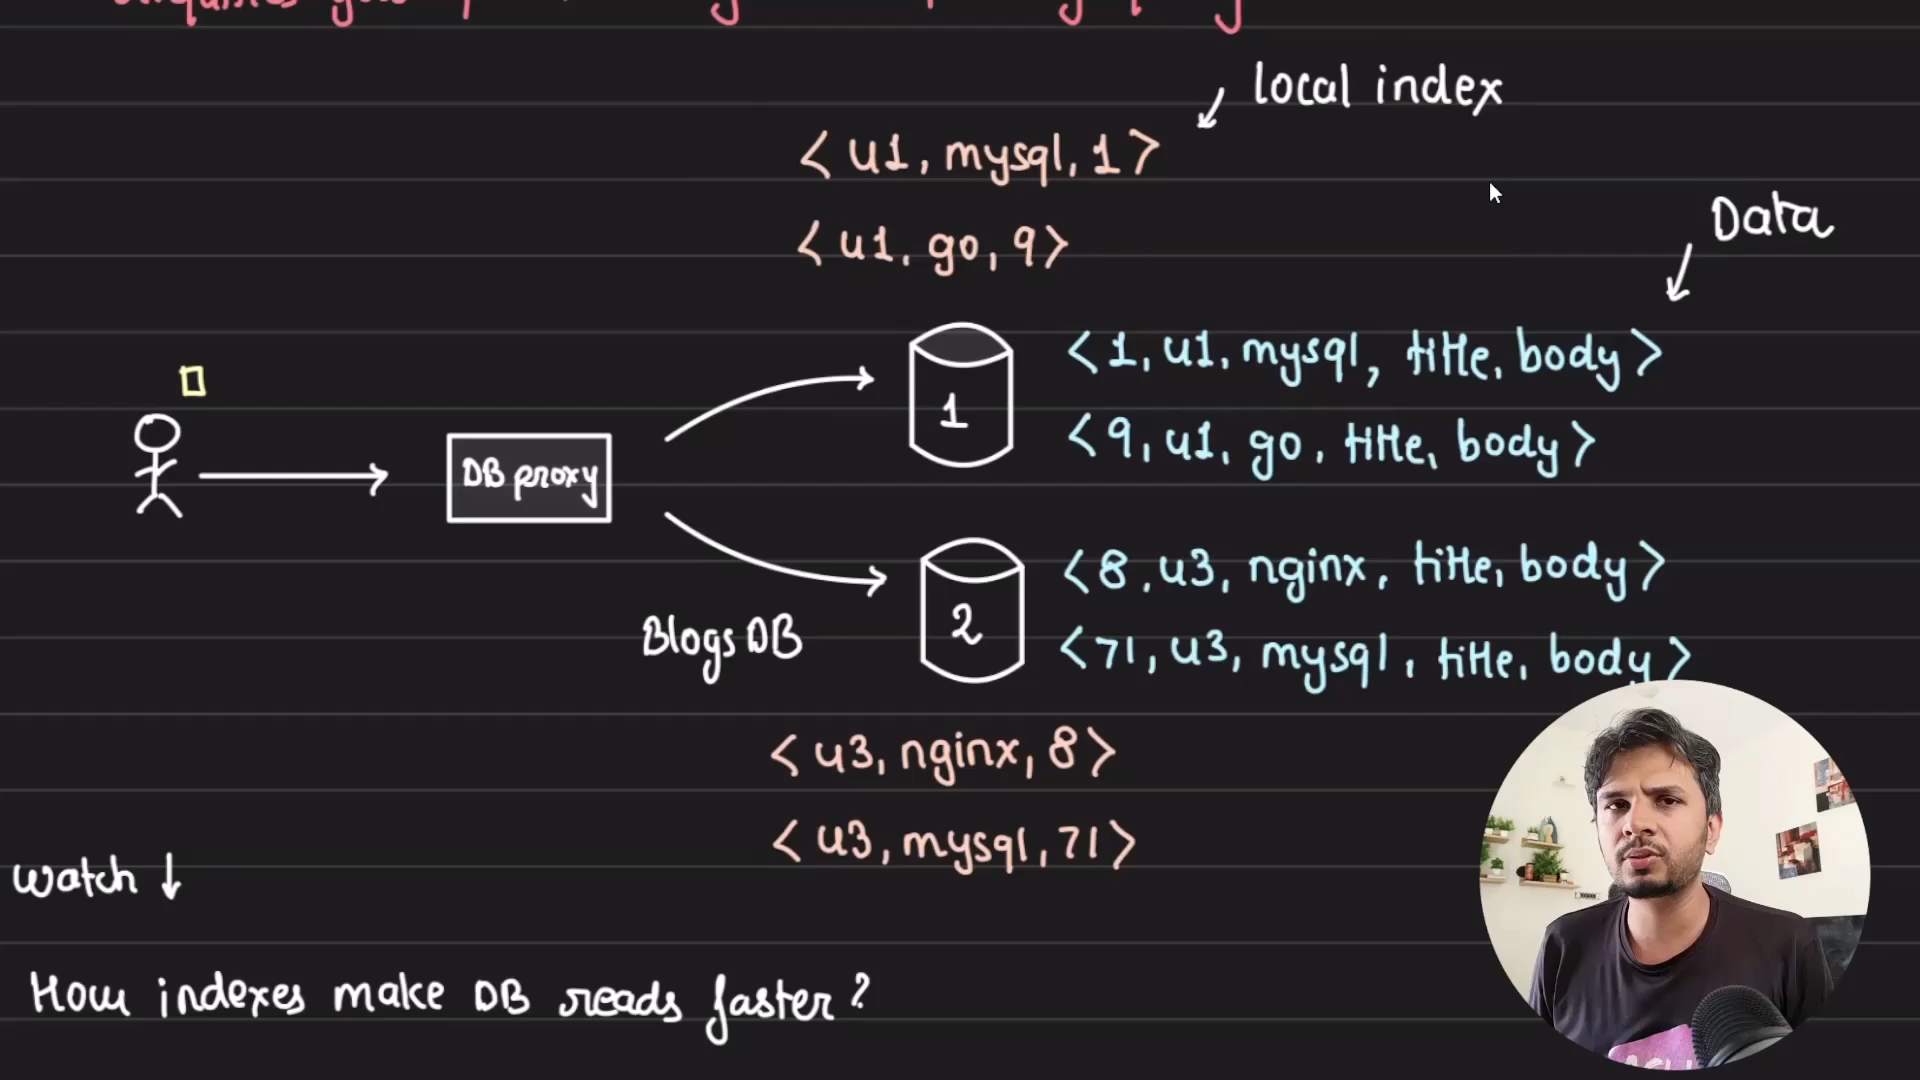 local index
< u1, mysql, 1 >
< u1, go, 9 >
Data
< 1, u1, mysql, title, body >
1
< 9, u1, go, title, body >
DB proxy
< 8, u3, nginx, title, body >
2
Blogs DB
< 71, u3, mysql, title, body >
< u3, nginx, 8 >
< u3, mysql, 71 >
watch ↓
How indexes make DB reads faster ?